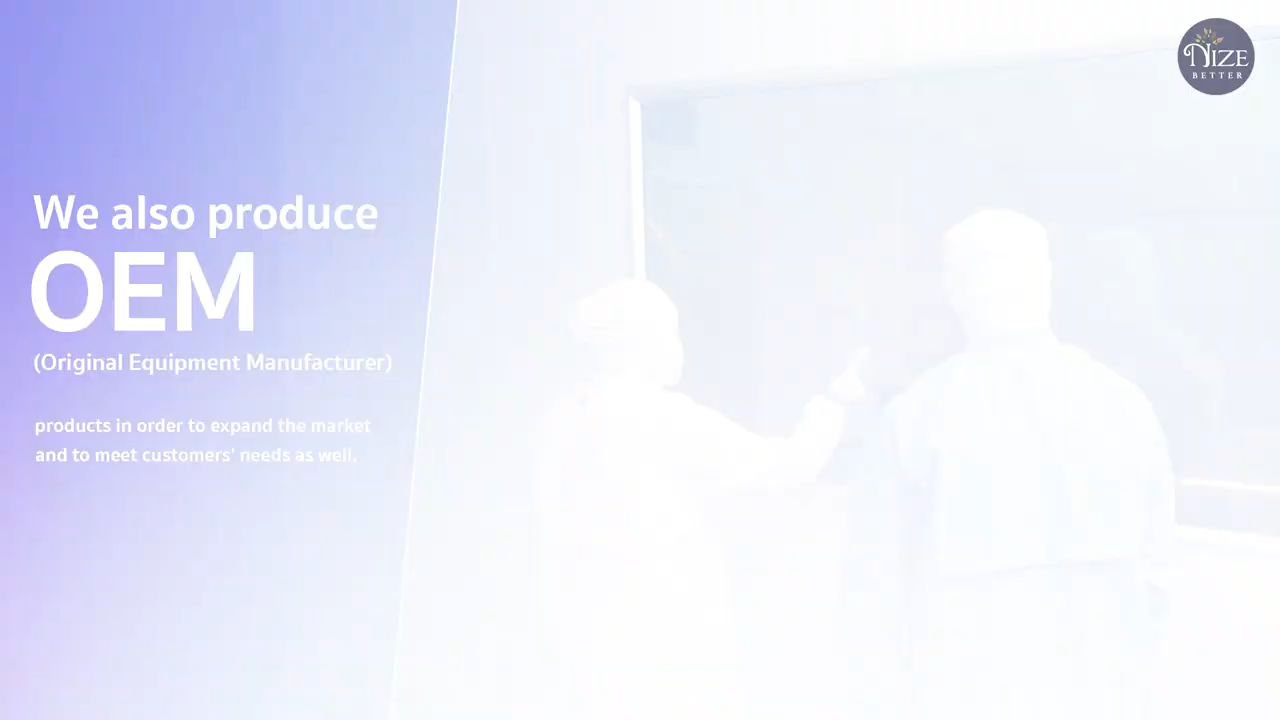 We also produce
OEM
(Original Equipment Manufacturer)
products in order to expand the market
and to meet customers' needs as well.
NIZE
BETTER